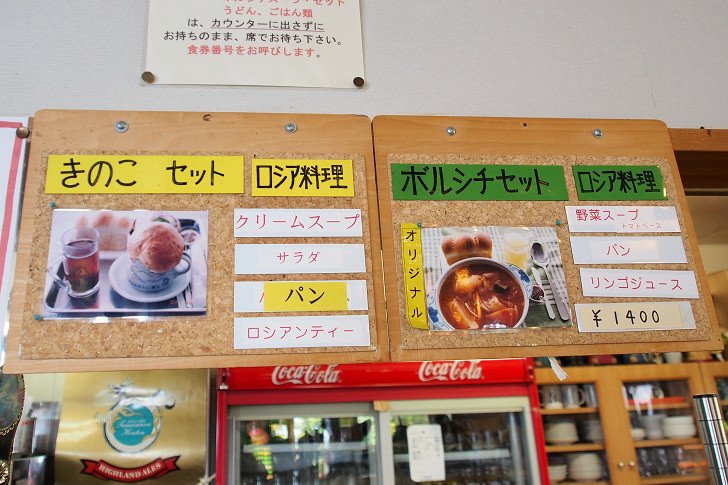 うどん、ごはん類
は、カウンターに出さずに
お持ちのまま、席でお待ち下さい。
食券番号をお呼びします。
きのこ セット
ロシア料理
クリームスープ
サラダ
パン
ロシアンティー
ボルシチセット
ロシア料理
オリジナル
野菜スープ
トマトベース
パン
リンゴジュース
¥1400
Coca-Cola
Coca-Cola
HIGHLAND ALES